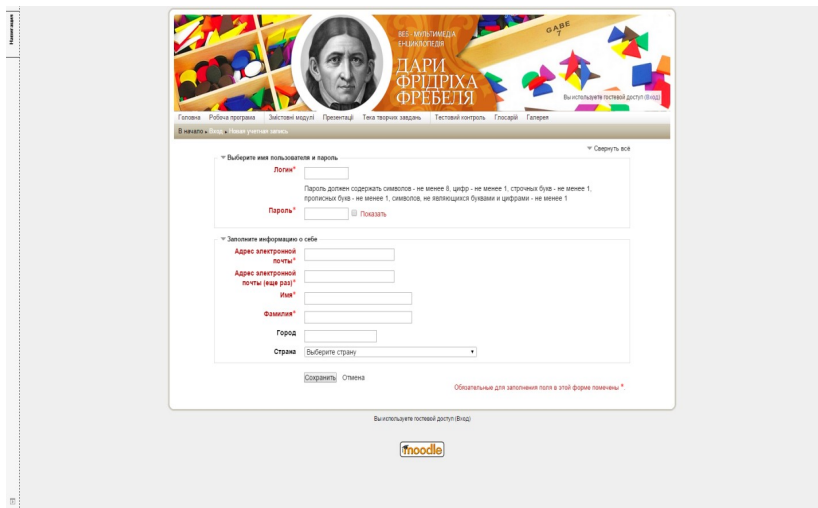 Навигация
ВЕБ - МУЛЬТИМЕДІА
ЕНЦИКЛОПЕДІЯ
ДАРИ
ФРІДРІХА
ФРЕБЕЛЯ
GABE
7
Вы используете гостевой доступ (Вход)
Головна Робоча програма Змістовні модулі Презентації Тека творчих завдань Тестовий контроль Глосарій Галерея
В начало ▸ Вход ▸ Новая учетная запись
Свернуть всё
Выберите имя пользователя и пароль
Логин*
Пароль должен содержать символов - не менее 8, цифр - не менее 1, строчных букв - не менее 1,
прописных букв - не менее 1, символов, не являющихся буквами и цифрами - не менее 1
Пароль* Показать
Заполните информацию о себе
Адрес электронной
почты*
Адрес электронной
почты (еще раз)*
Имя*
Фамилия*
Город
Страна Выберите страну
Сохранить Отмена
Обязательные для заполнения поля в этой форме помечены *.
Вы используете гостевой доступ (Вход)
moodle